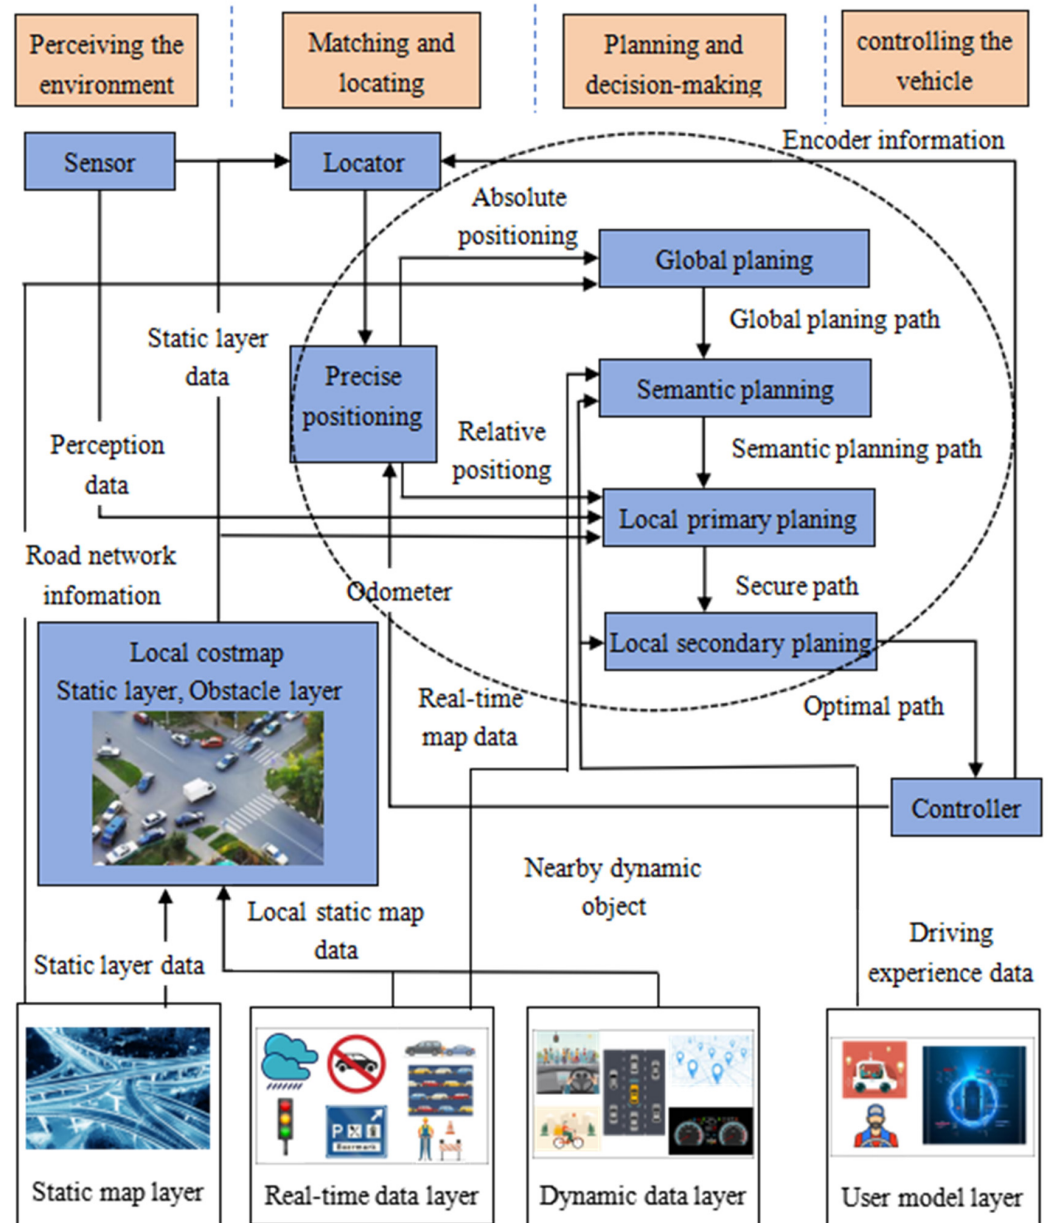 Perceiving the
environment
Matching and
locating
Planning and
decision-making
controlling the
vehicle
Encoder information
Sensor
Locator
Absolute
positioning
Global planing
Global planing path
Static layer
data
Precise
positioning
Semantic planning
Relative
positiong
Semantic planning path
Perception
data
Local primary planing
Road network
infomation
Odometer
Secure path
Local secondary planing
Local costmap
Static layer, Obstacle layer
Real-time
map data
Optimal path
Controller
Nearby dynamic
object
Local static map
data
Driving
experience data
Static layer data
P
Static map layer
Real-time data layer
Dynamic data layer
User model layer